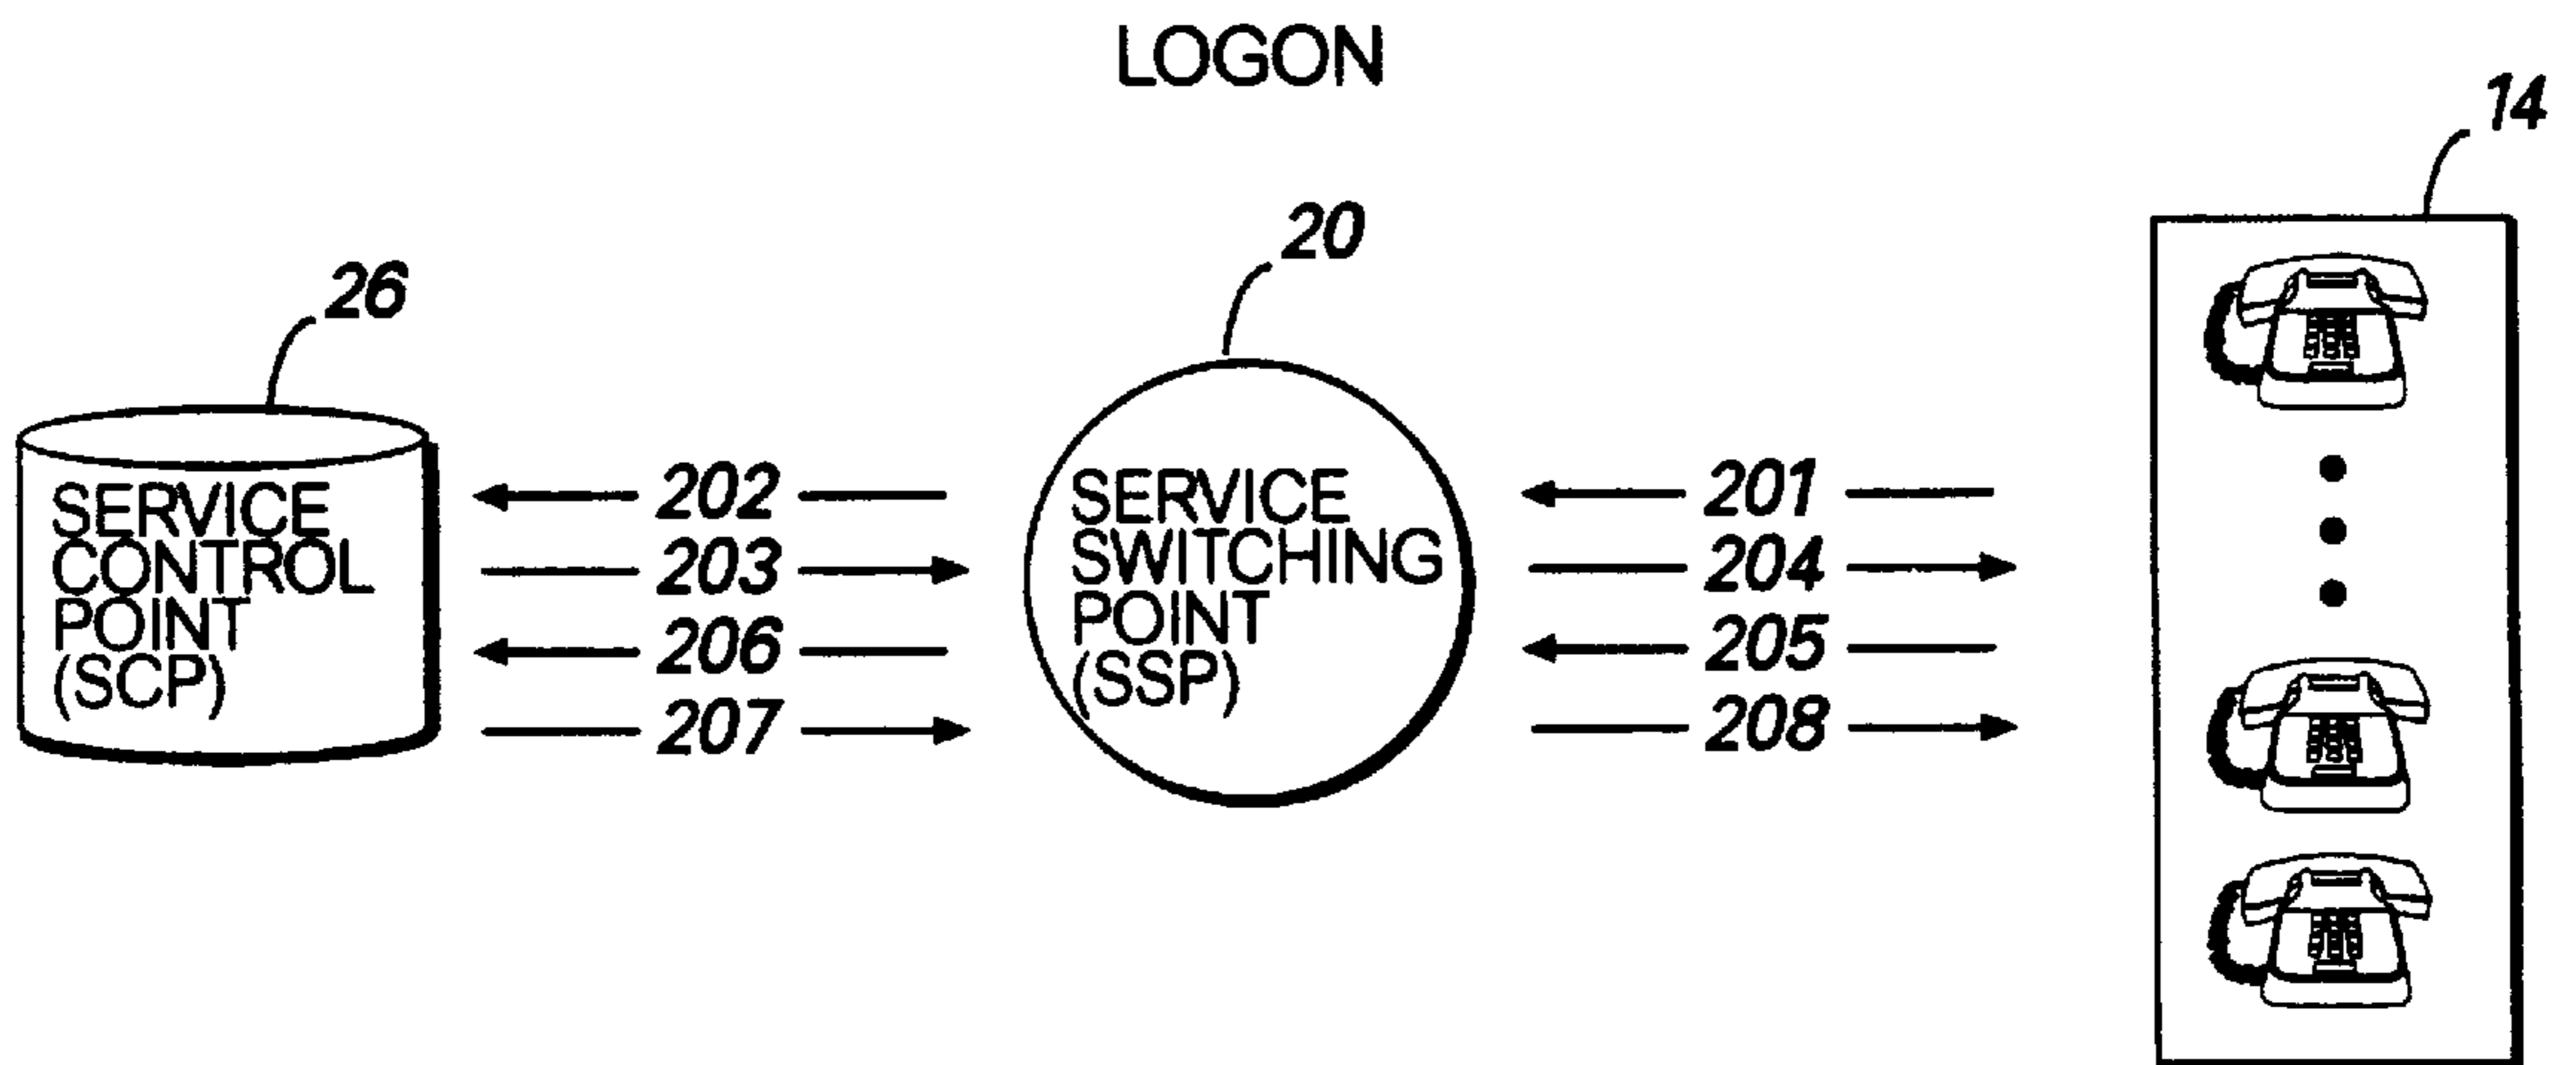 LOGON
14
20
26
SERVICE
CONTROL
POINT
(SCP)
202
203
206
207
SERVICE
SWITCHING
POINT
(SSP)
201
204
205
208